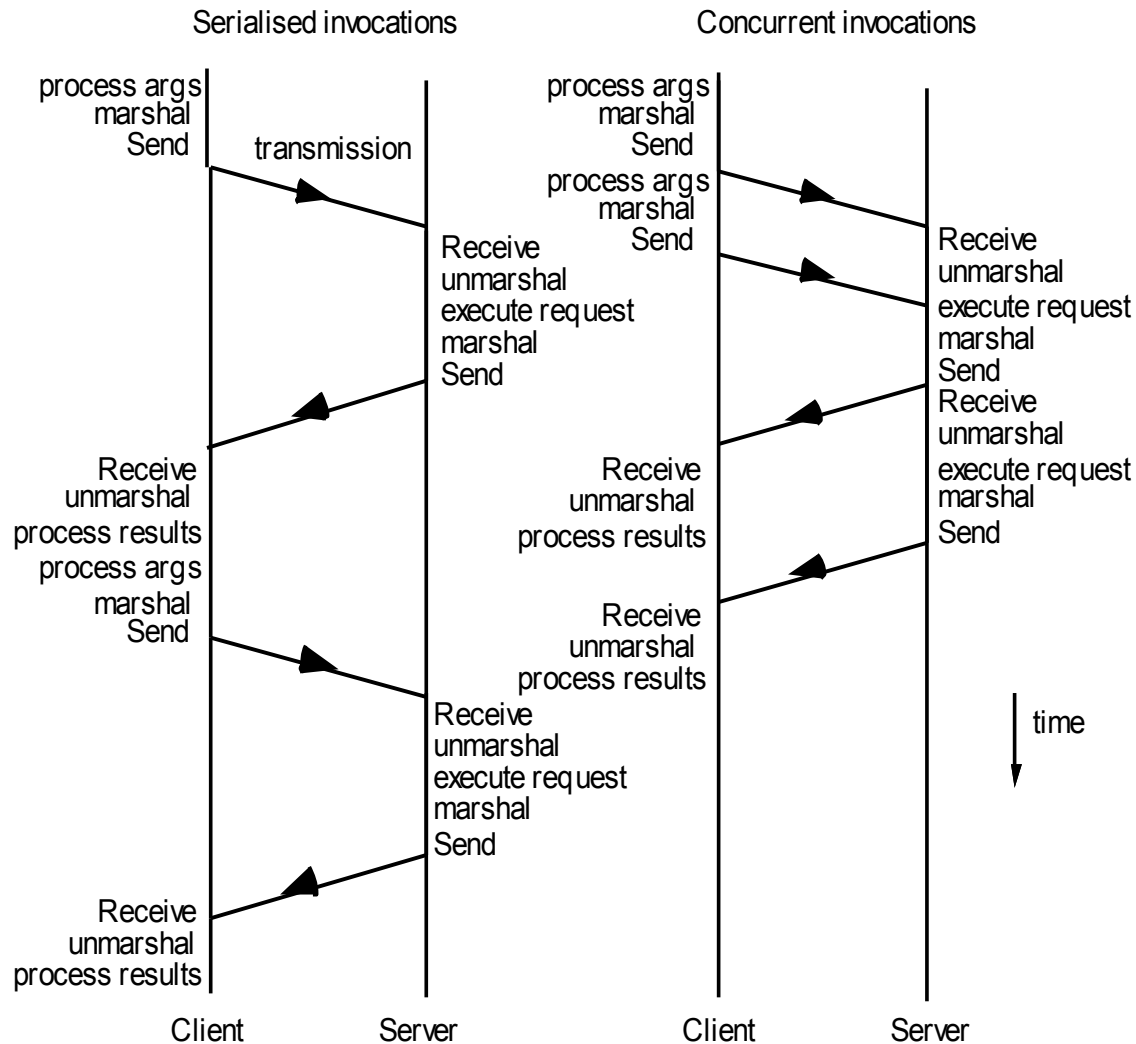 Serialised invocations
process args
marshal
Send
transmission
Receive
unmarshal
execute request
marshal
Send
Receive
unmarshal
process results
process args
marshal
Send
Receive
unmarshal
execute request
marshal
Send
Receive
unmarshal
process results
Client
Server
Concurrent invocations
process args
marshal
Send
process args
marshal
Send
Receive
unmarshal
execute request
marshal
Send
Receive
unmarshal
execute request
marshal
Send
Receive
unmarshal
process results
Receive
unmarshal
process results
time
Client
Server